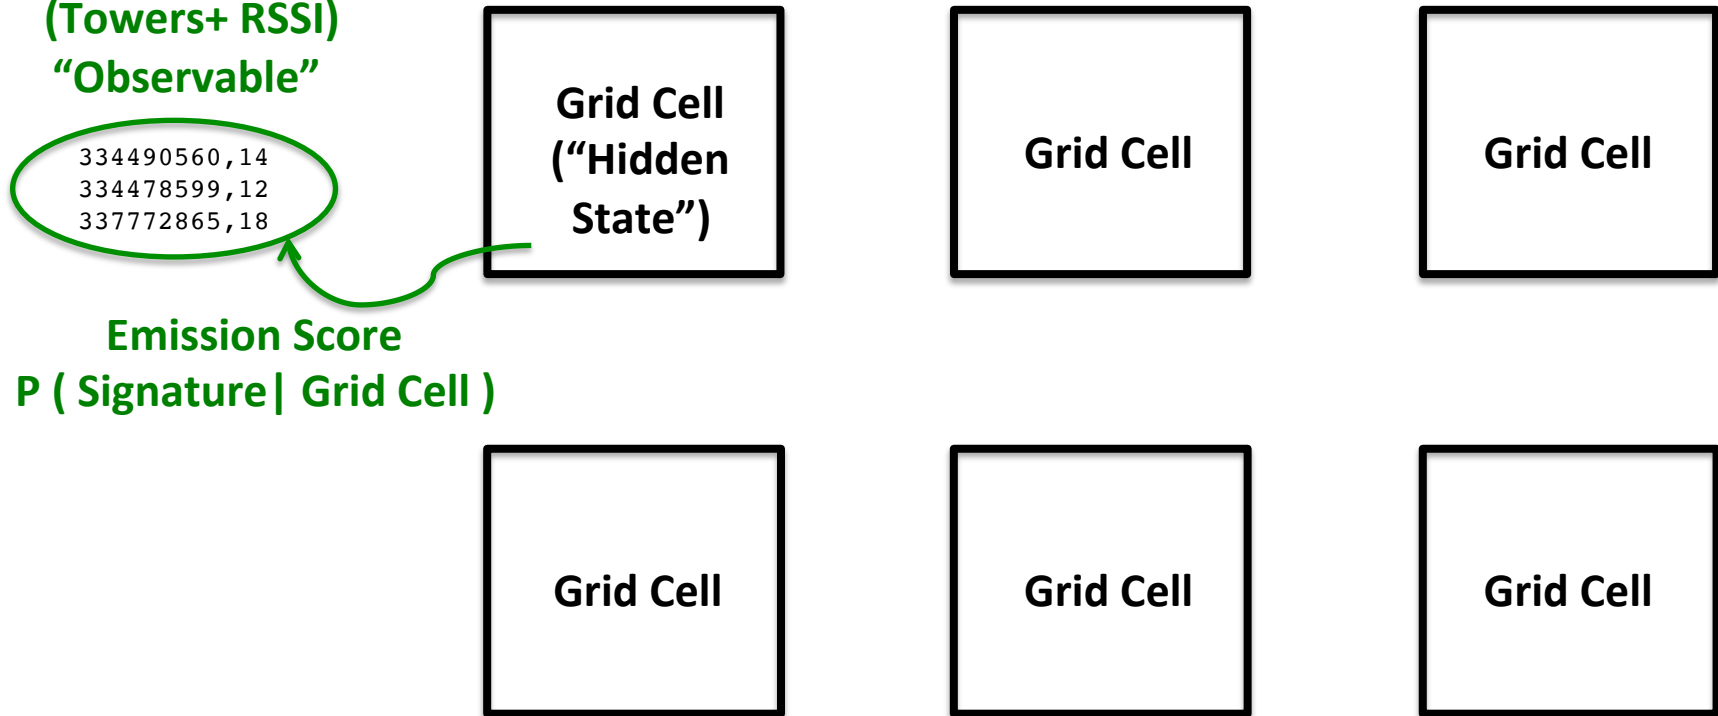 (Towers+ RSSI)
“Observable”
334490560,14
334478599,12
337772865,18
Emission Score
P ( Signature| Grid Cell )
Grid Cell
(“Hidden
State”)
Grid Cell
Grid Cell
Grid Cell
Grid Cell
Grid Cell